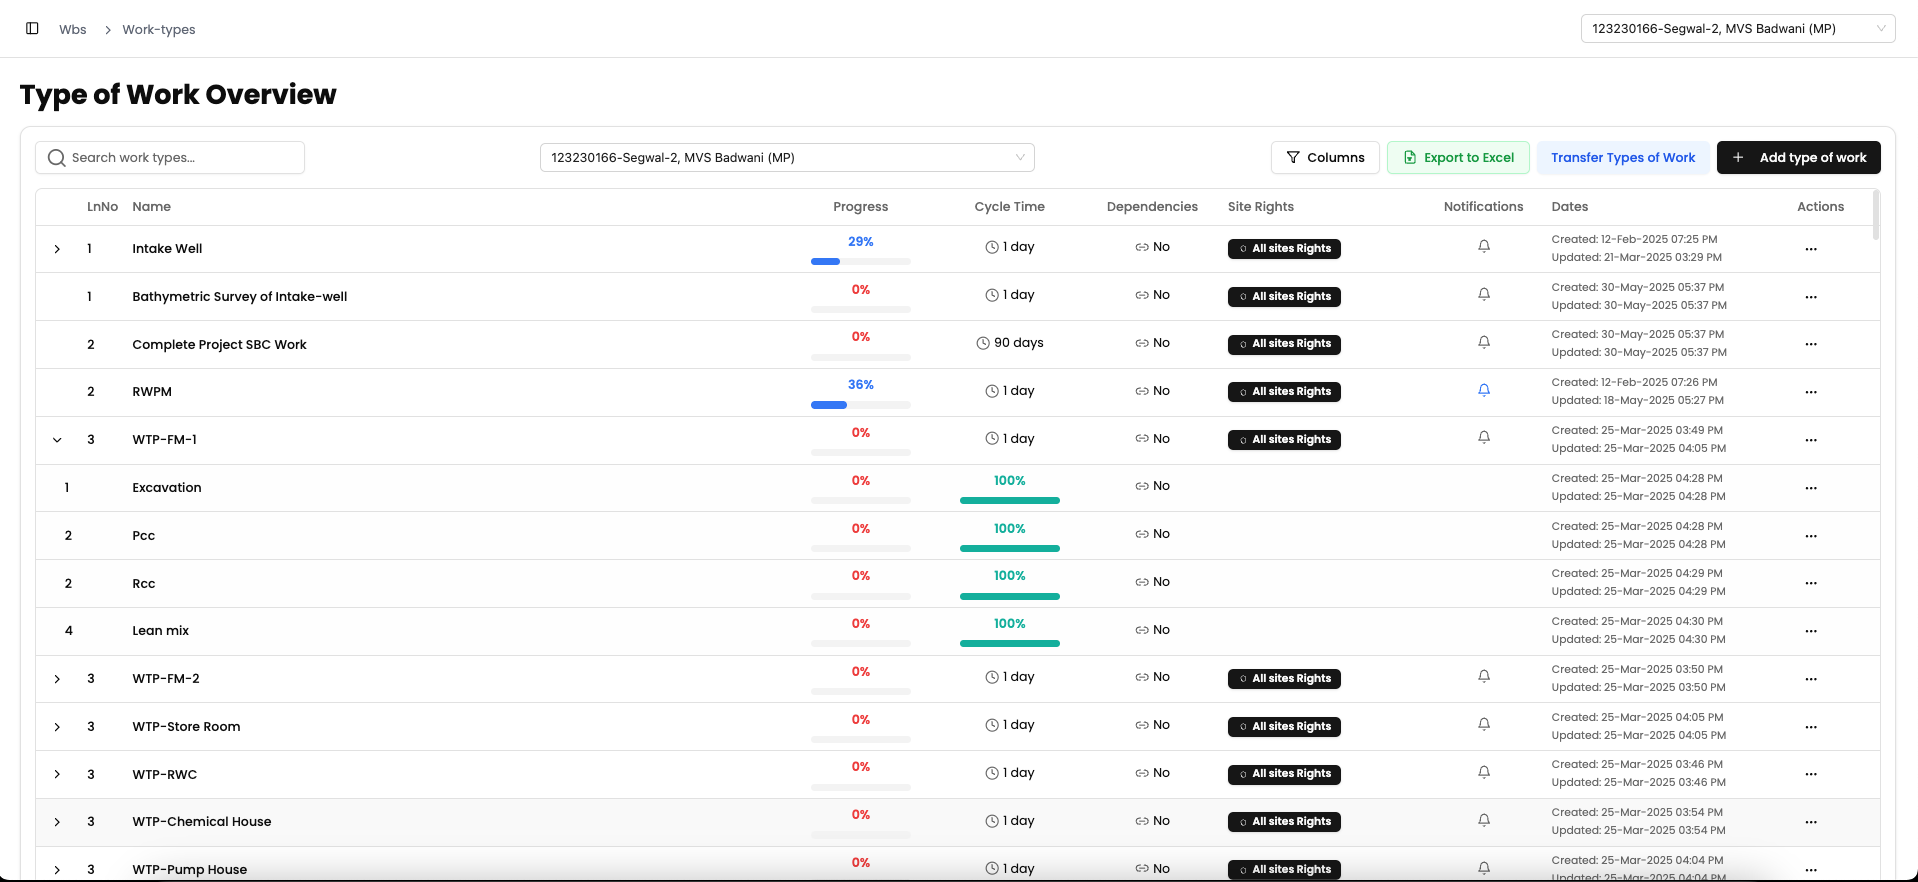 Wbs > Work-types
123230166-Segwal-2, MVS Badwani (MP)
Type of Work Overview
Search work types...
123230166-Segwal-2, MVS Badwani (MP)
Columns
Export to Excel
Transfer Types of Work
+ Add type of work
LnNo Name Progress Cycle Time Dependencies Site Rights Notifications Dates Actions
1 Intake Well 29% 1 day No All sites Rights Created: 12-Feb-2025 07:25 PM
Updated: 21-Mar-2025 03:29 PM
1 Bathymetric Survey of Intake-well 0% 1 day No All sites Rights Created: 30-May-2025 05:37 PM
Updated: 30-May-2025 05:37 PM
2 Complete Project SBC Work 0% 90 days No All sites Rights Created: 30-May-2025 05:37 PM
Updated: 30-May-2025 05:37 PM
2 RWPM 36% 1 day No All sites Rights Created: 12-Feb-2025 07:26 PM
Updated: 18-May-2025 05:27 PM
3 WTP-FM-1 0% 1 day No All sites Rights Created: 25-Mar-2025 03:49 PM
Updated: 25-Mar-2025 04:05 PM
1 Excavation 0% 100% No Created: 25-Mar-2025 04:28 PM
Updated: 25-Mar-2025 04:28 PM
2 Pcc 0% 100% No Created: 25-Mar-2025 04:28 PM
Updated: 25-Mar-2025 04:28 PM
2 Rcc 0% 100% No Created: 25-Mar-2025 04:29 PM
Updated: 25-Mar-2025 04:29 PM
4 Lean mix 0% 100% No Created: 25-Mar-2025 04:30 PM
Updated: 25-Mar-2025 04:30 PM
3 WTP-FM-2 0% 1 day No All sites Rights Created: 25-Mar-2025 03:50 PM
Updated: 25-Mar-2025 03:50 PM
3 WTP-Store Room 0% 1 day No All sites Rights Created: 25-Mar-2025 04:05 PM
Updated: 25-Mar-2025 04:05 PM
3 WTP-RWC 0% 1 day No All sites Rights Created: 25-Mar-2025 03:46 PM
Updated: 25-Mar-2025 03:46 PM
3 WTP-Chemical House 0% 1 day No All sites Rights Created: 25-Mar-2025 03:54 PM
Updated: 25-Mar-2025 03:54 PM
3 WTP-Pump House 0% 1 day No All sites Rights Created: 25-Mar-2025 04:04 PM
Updated: 25-Mar-2025 04:04 PM